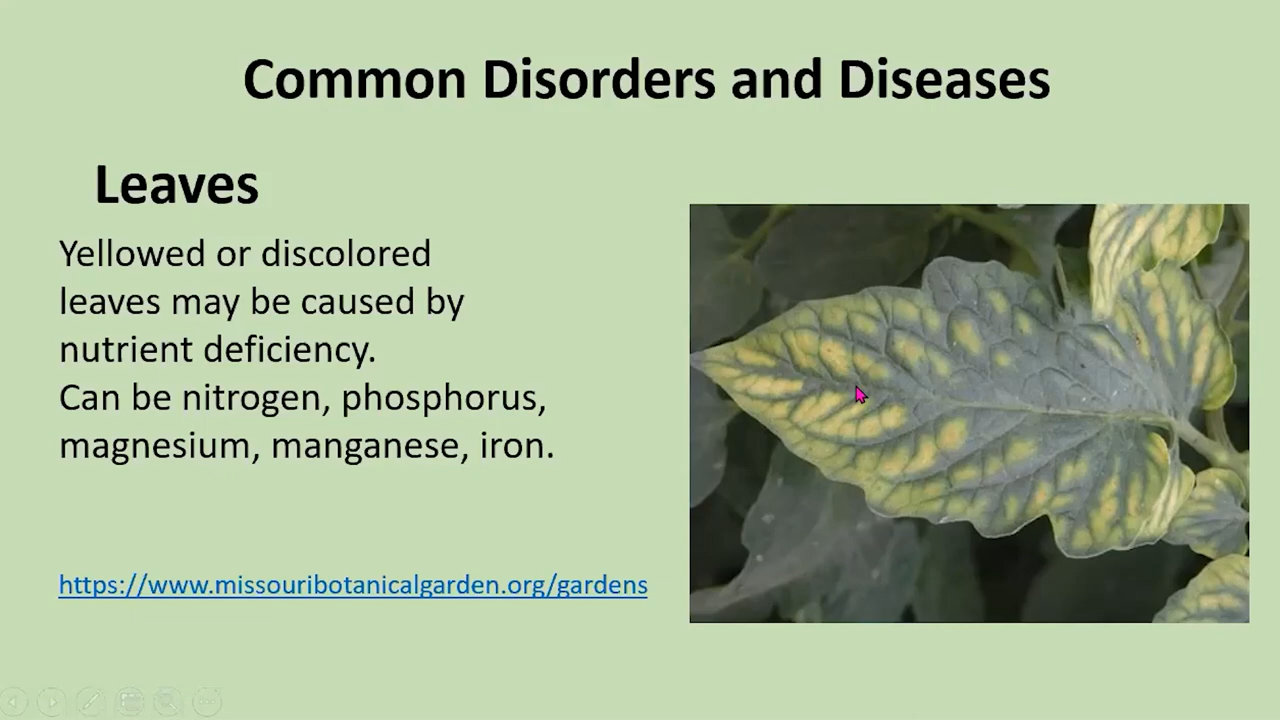 Common Disorders and Diseases
Leaves
Yellowed or discolored
leaves may be caused by
nutrient deficiency.
Can be nitrogen, phosphorus,
magnesium, manganese, iron.
https://www.missouribotanicalgarden.org/gardens